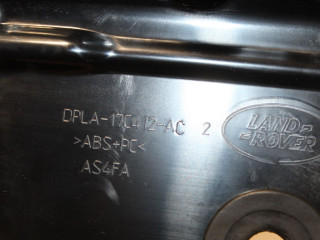 DPLA-17C412-AC 2
LAND-
-ROVER
>ABS+PC<
AS4FA